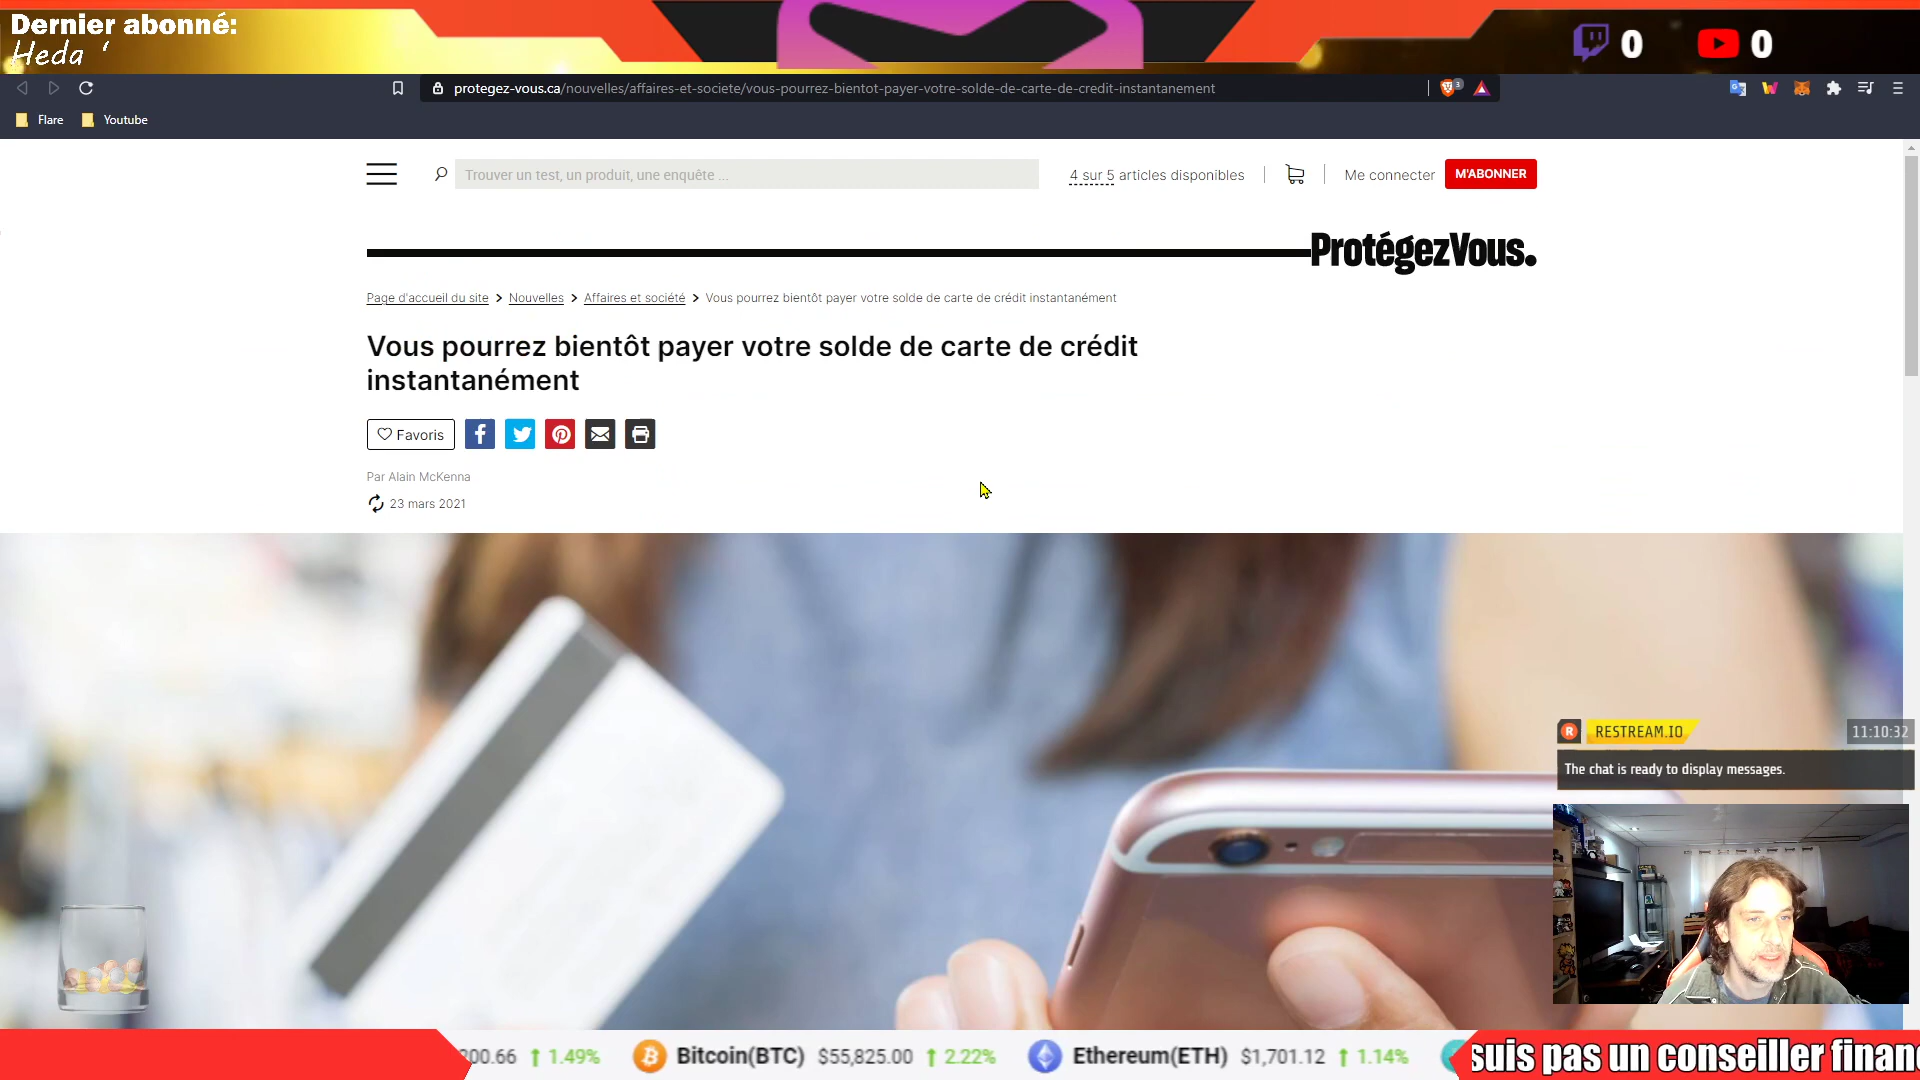 Dernier abonné:
Heda '
0
0
protegez-vous.ca/nouvelles/affaires-et-societe/vous-pourrez-bientot-payer-votre-solde-de-carte-de-credit-instantanement
3
Flare
Youtube
Trouver un test, un produit, une enquête ...
4 sur 5 articles disponibles
Me connecter
M'ABONNER
ProtégezVous.
Page d'accueil du site > Nouvelles > Affaires et société > Vous pourrez bientôt payer votre solde de carte de crédit instantanément
Vous pourrez bientôt payer votre solde de carte de crédit
instantanément
Favoris
Par Alain McKenna
23 mars 2021
RESTREAM.IO
11:10:32
The chat is ready to display messages.
200.66 1.49% Bitcoin(BTC) $55,825.00 2.22% Ethereum(ETH) $1,701.12 1.14%
suis pas un conseiller finan